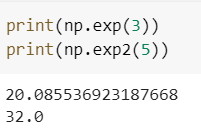 print(np.exp(3))
print(np.exp2(5))
20.085536923187668
32.0